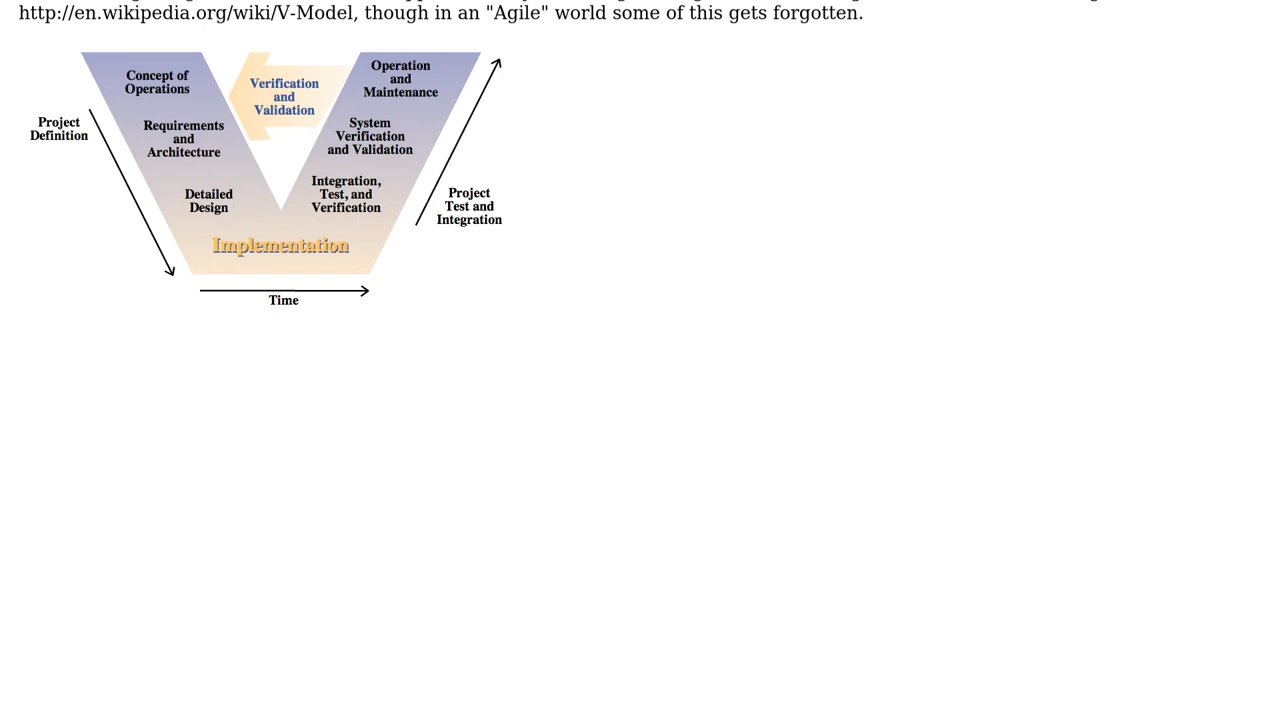 http://en.wikipedia.org/wiki/V-Model, though in an "Agile" world some of this gets forgotten.
Concept of
Operations
Verification
and
Validation
Operation
and
Maintenance
Project
Definition
Requirements
and
Architecture
System
Verification
and Validation
Detailed
Design
Integration,
Test, and
Verification
Project
Test and
Integration
Implementation
Time